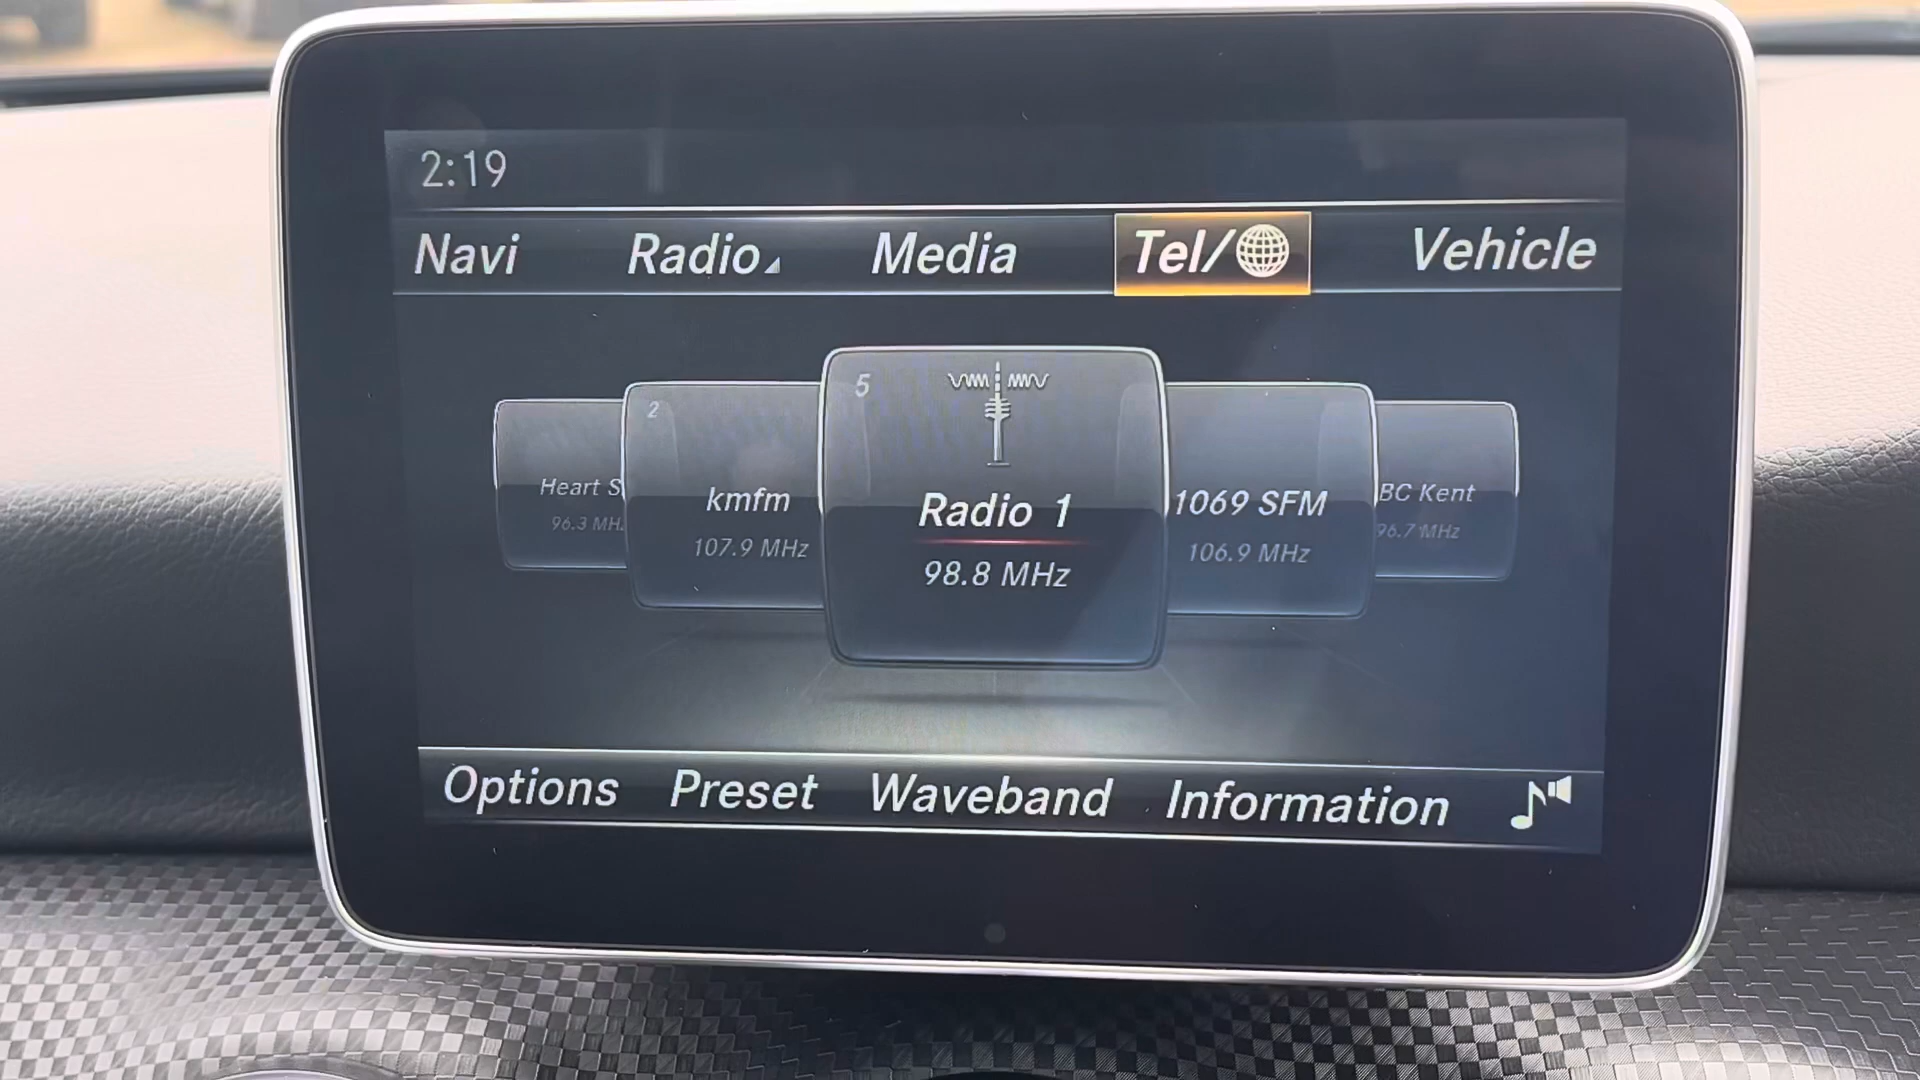 2:19
Navi Radio Media Tel/ Vehicle
5
2
Heart S
kmfm
Radio 1
1069 SFM
BC Kent
96.3 MHz
107.9 MHz
98.8 MHz
106.9 MHz
96.7 MHz
Options Preset Waveband Information